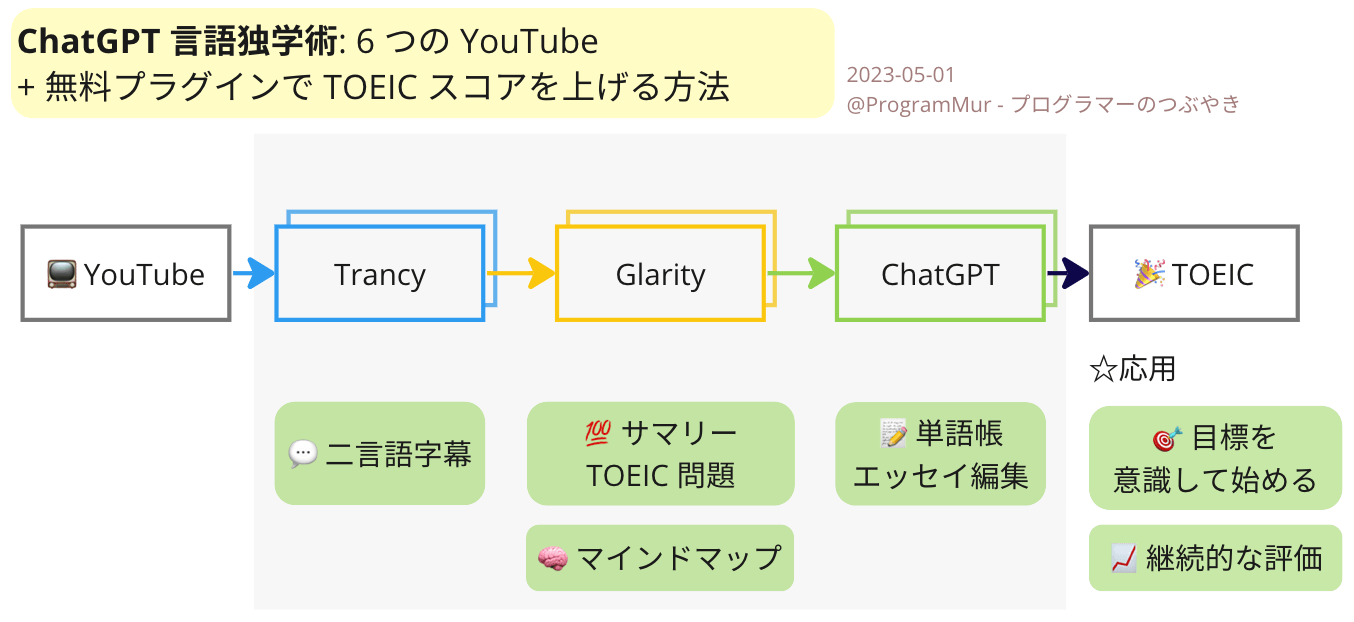 ChatGPT 言語独学術: 6 つの YouTube
+ 無料プラグインで TOEIC スコアを上げる方法
2023-05-01
@ProgramMur - プログラマーのつぶやき
📺 YouTube
Trancy
Glarity
ChatGPT
🎉 TOEIC
☆応用
💬 二言語字幕
💯 サマリー
TOEIC 問題
🧠 マインドマップ
📝 単語帳
エッセイ編集
🎯 目標を
意識して始める
📈 継続的な評価